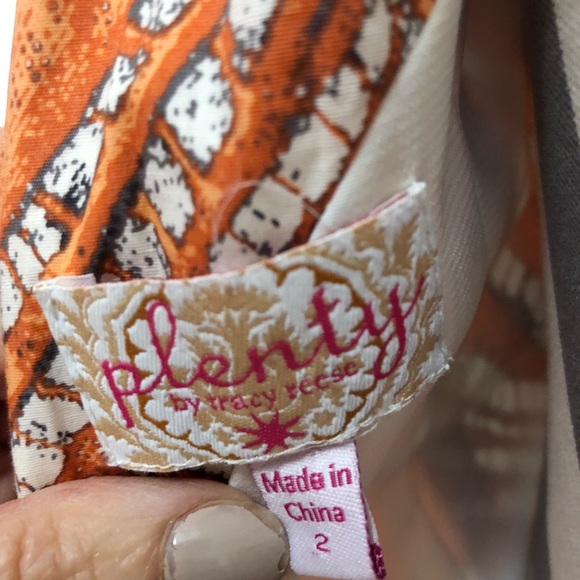 plenty
by tracy reese
Made in
China
2